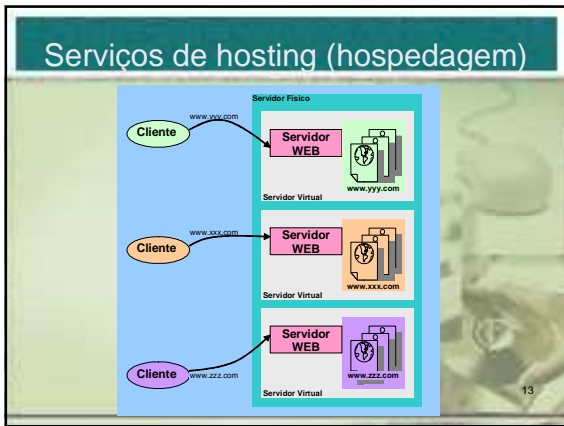 Serviços de hosting (hospedagem)
Servidor Fisico
www.yyy.com
Cliente
Servidor
WEB
www.yyy.com
Servidor Virtual
www.xxx.com
Cliente
Servidor
WEB
www.xxx.com
Servidor Virtual
Servidor
WEB
Cliente
www.zzz.com
www.zzz.com
Servidor Virtual
13